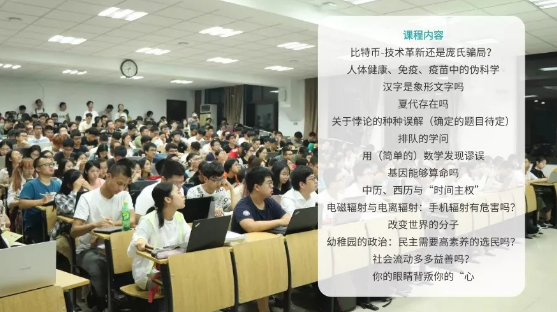 课程内容
比特币-技术革新还是庞氏骗局？
人体健康、免疫、疫苗中的伪科学
汉字是象形文字吗
夏代存在吗
关于悖论的种种误解（确定的题目待定）
排队的学问
用（简单的）数学发现谬误
基因能够算命吗
中历、西历与“时间主权”
电磁辐射与电离辐射：手机辐射有危害吗？
改变世界的分子
幼稚园的政治：民主需要高素养的选民吗？
社会流动多多益善吗？
你的眼睛背叛你的“心